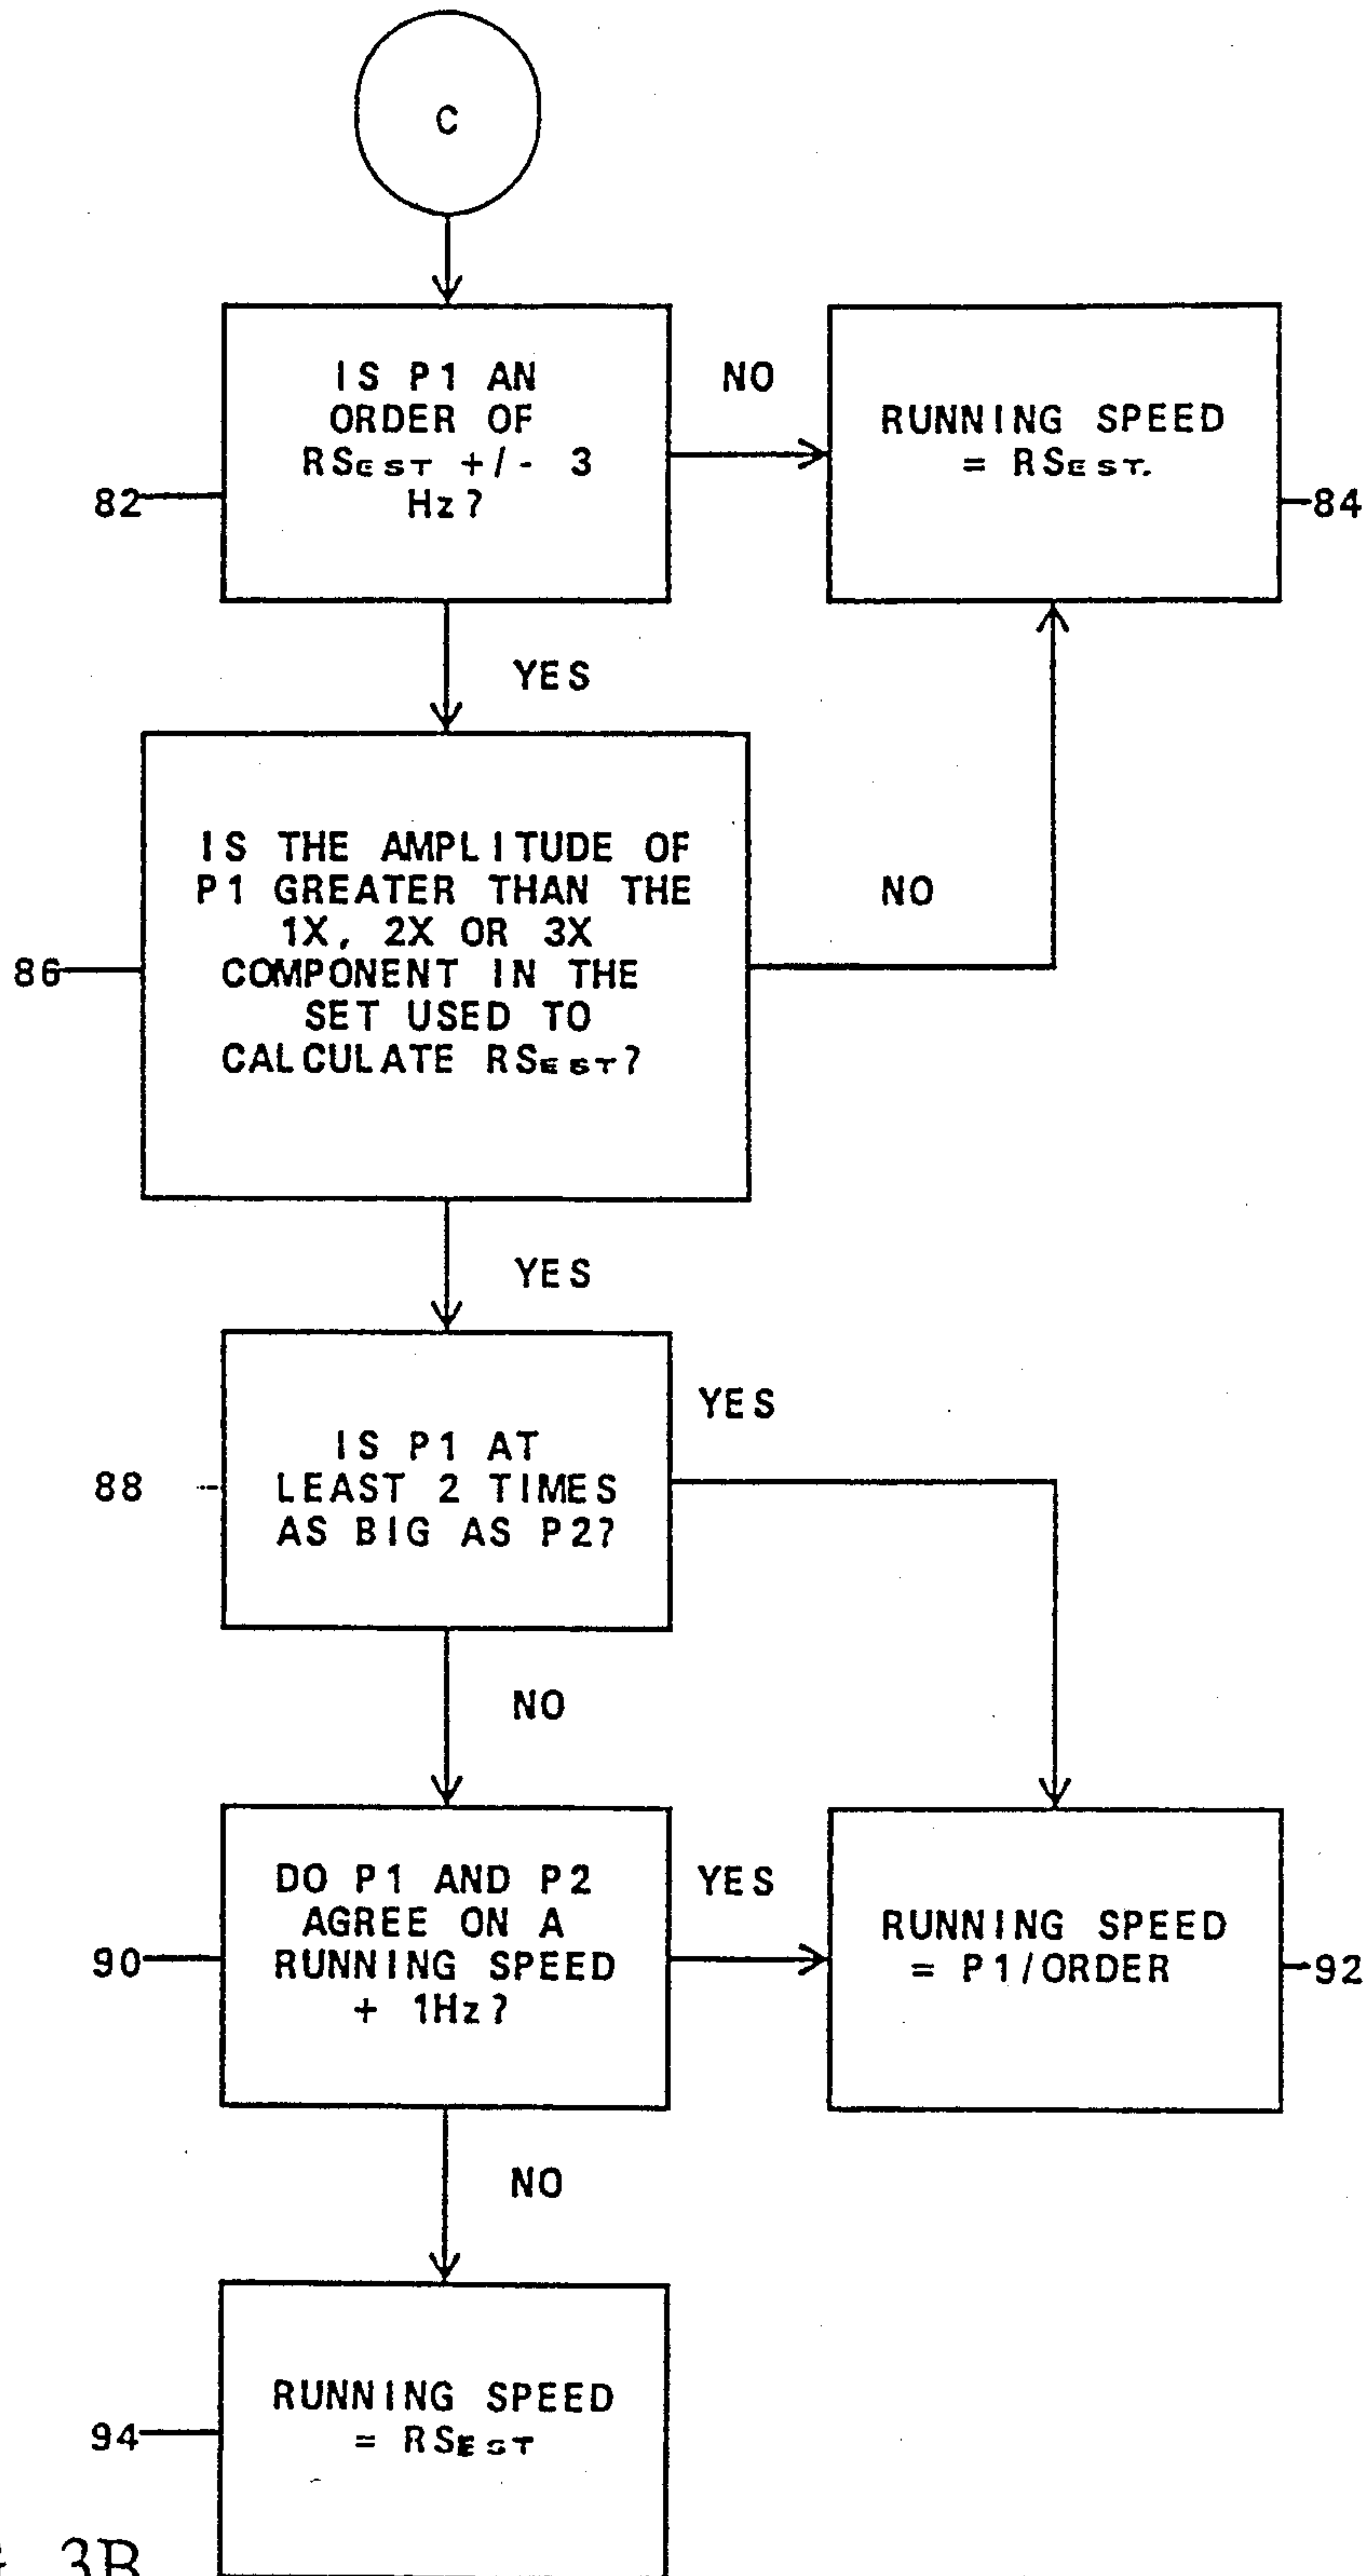 C
IS P1 AN
ORDER OF
RSEST +/- 3
Hz?
82
NO
RUNNING SPEED
= RSEST.
84
YES
IS THE AMPLITUDE OF
P1 GREATER THAN THE
1X, 2X OR 3X
COMPONENT IN THE
SET USED TO
CALCULATE RSEST?
86
NO
YES
IS P1 AT
LEAST 2 TIMES
AS BIG AS P2?
88
YES
NO
DO P1 AND P2
AGREE ON A
RUNNING SPEED
+ 1Hz?
90
YES
RUNNING SPEED
= P1/ORDER
92
NO
RUNNING SPEED
= RSEST
94
3B